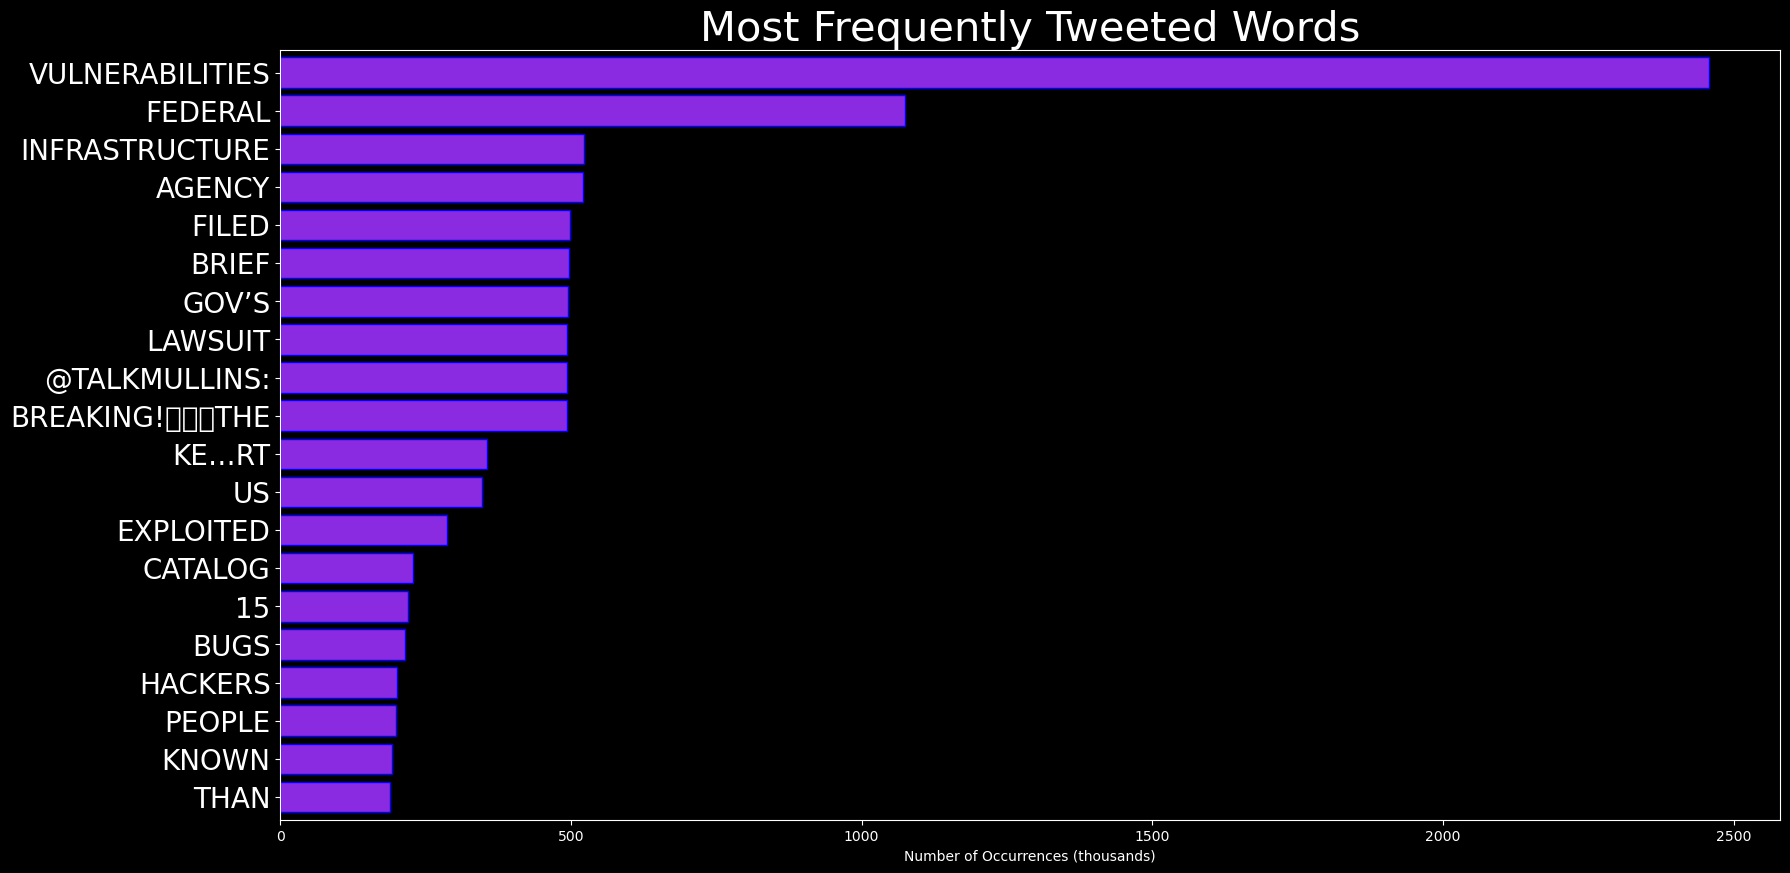 Most Frequently Tweeted Words
VULNERABILITIES
FEDERAL
INFRASTRUCTURE
AGENCY
FILED
BRIEF
GOV’S
LAWSUIT
@TALKMULLINS:
BREAKING!▯▯▯THE
KE…RT
US
EXPLOITED
CATALOG
15
BUGS
HACKERS
PEOPLE
KNOWN
THAN
0 500 1000 1500 2000 2500
Number of Occurrences (thousands)